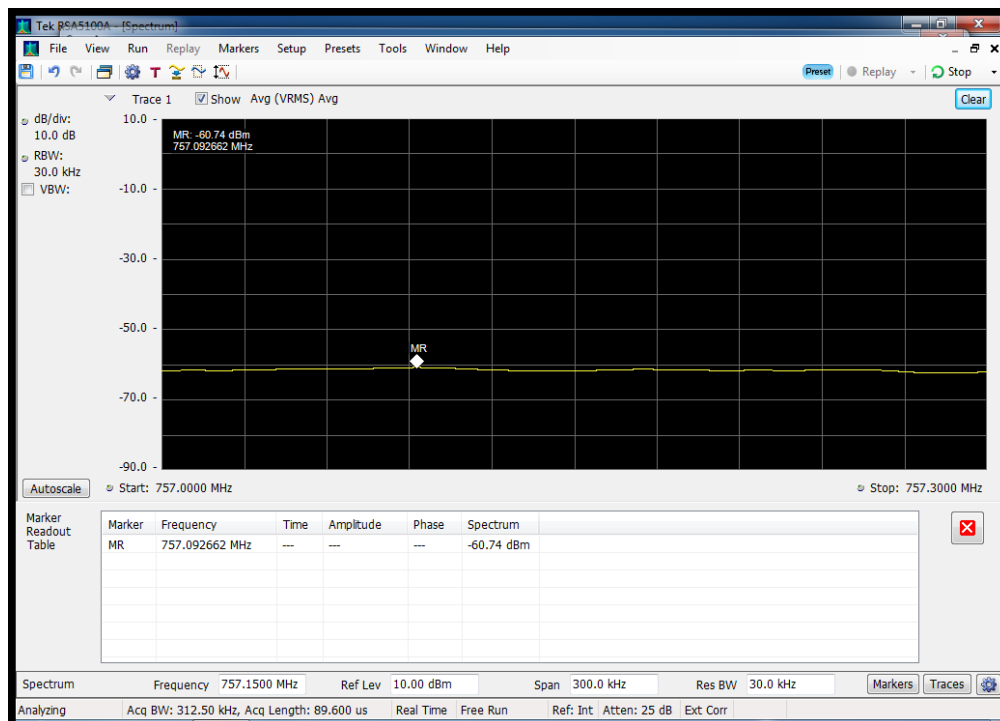 Tek RSA5100A - [Spectrum]
File View Run Replay Markers Setup Presets Tools Window Help
T Preset Replay Stop
Trace 1 Show Avg (VRMS) Avg Clear
dB/div:
10.0 dB
RBW:
30.0 kHz
VBW:
10.0
-10.0
-30.0
-50.0
-70.0
-90.0
MR: -60.74 dBm
757.092662 MHz
MR
Autoscale Start: 757.0000 MHz Stop: 757.3000 MHz
Marker
Readout
Table
Marker Frequency Time Amplitude Phase Spectrum
MR 757.092662 MHz --- --- --- -60.74 dBm
Spectrum Frequency 757.1500 MHz Ref Lev 10.00 dBm Span 300.0 kHz Res BW 30.0 kHz Markers Traces
Analyzing Acq BW: 312.50 kHz, Acq Length: 89.600 us Real Time Free Run Ref: Int Atten: 25 dB Ext Corr